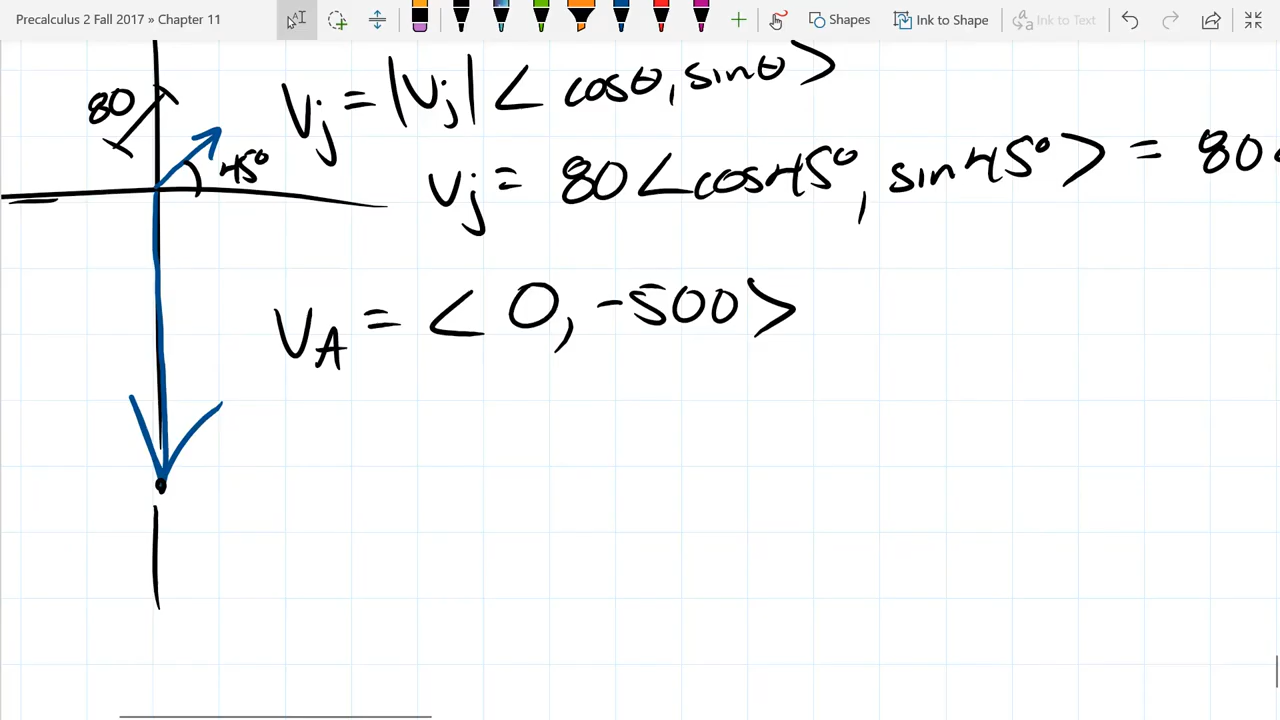 Precalculus 2 Fall 2017 » Chapter 11
Shapes
Ink to Shape
Ink to Text
80
Vj = |Vj| < cosθ, sinθ >
45°
Vj = 80 < cos45°, sin45° > = 80<
VA = < 0, -500 >